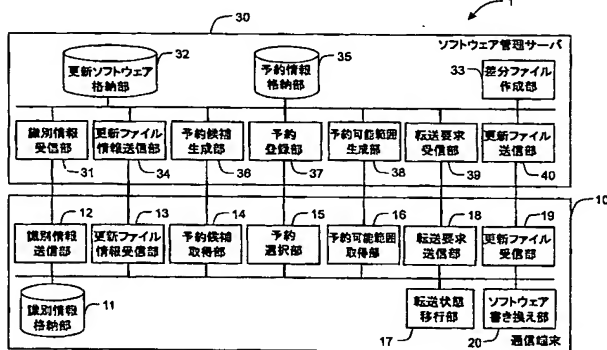 1
30
ソフトウェア管理サーバ
32
更新ソフトウェア
格納部
35
予約情報
格納部
33
差分ファイル
作成部
識別情報
受信部
31
更新ファイル
情報送信部
34
予約候補
生成部
36
予約
登録部
37
予約可能範囲
生成部
38
転送要求
受信部
39
更新ファイル
送信部
40
10
12
識別情報
送信部
13
更新ファイル
情報受信部
14
予約候補
取得部
15
予約
選択部
16
予約可能範囲
取得部
18
転送要求
送信部
19
更新ファイル
受信部
11
識別情報
格納部
転送状態
移行部
17
ソフトウェア
書き換え部
20
通信端末